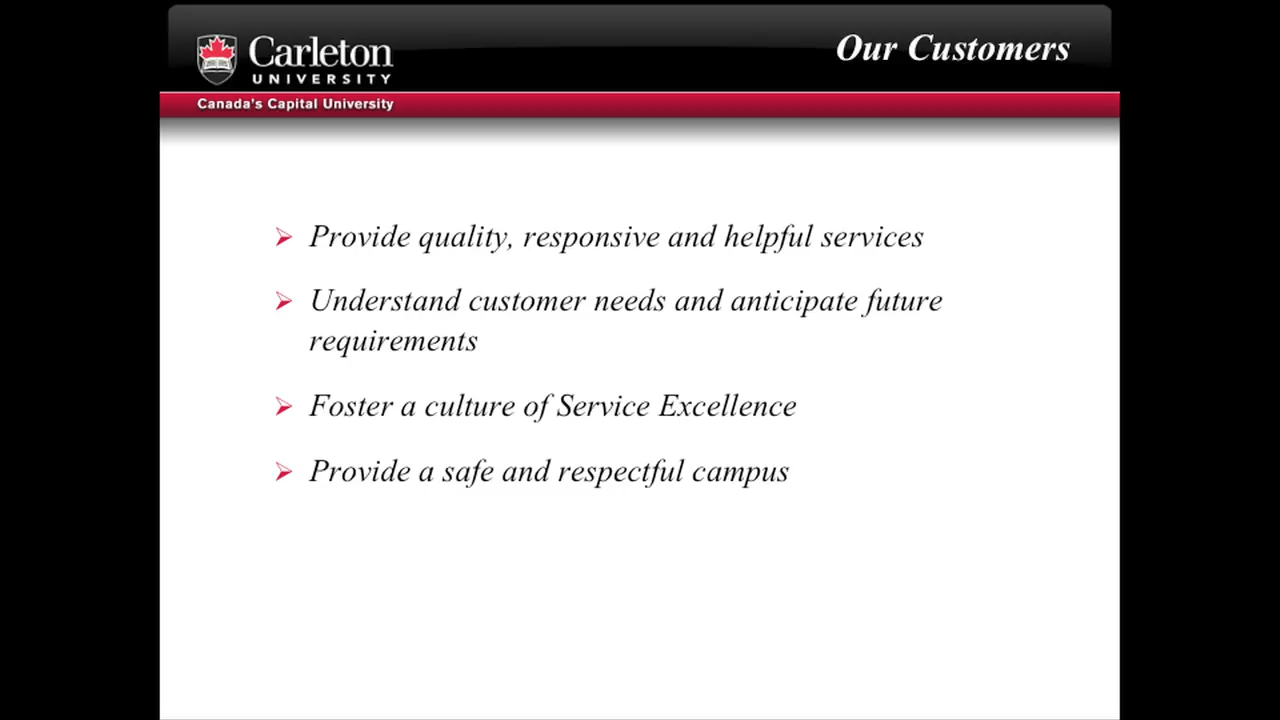 Carleton
UNIVERSITY
Our Customers
Canada's Capital University
Provide quality, responsive and helpful services
Understand customer needs and anticipate future
requirements
Foster a culture of Service Excellence
Provide a safe and respectful campus